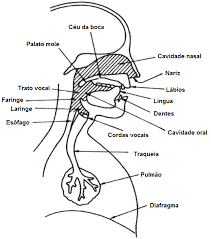 Céu da boca
Palato mole
Cavidade nasal
Nariz
Trato vocal
Lábios
Faringe
Língua
Laringe
Dentes
Esôfago
Cavidade oral
Cordas vocais
Traquéia
Pulmão
Diafragma